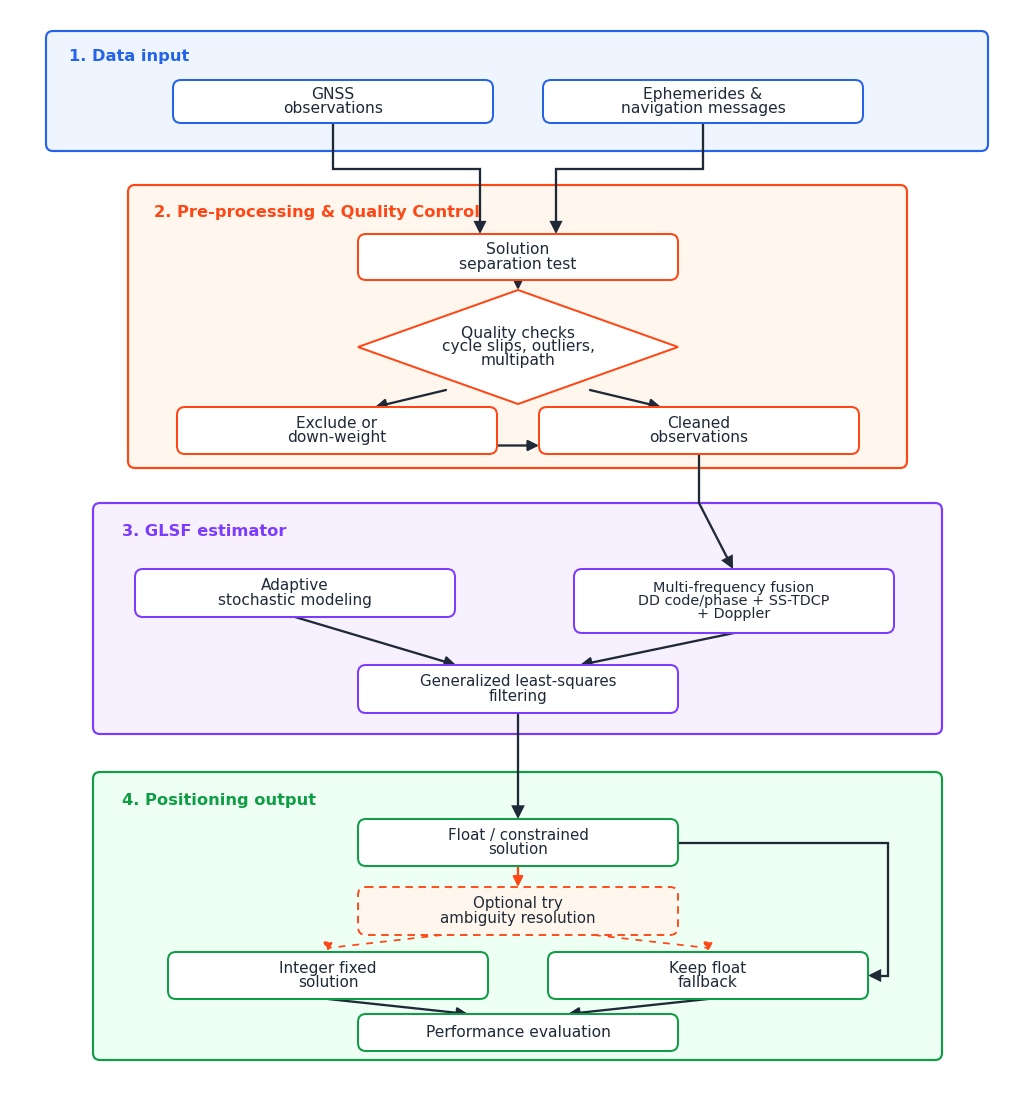 1. Data input
GNSS
observations
Ephemerides &
navigation messages
2. Pre-processing & Quality Control
Solution
separation test
Quality checks
cycle slips, outliers,
multipath
Exclude or
down-weight
Cleaned
observations
3. GLSF estimator
Adaptive
stochastic modeling
Multi-frequency fusion
DD code/phase + SS-TDCP
+ Doppler
Generalized least-squares
filtering
4. Positioning output
Float / constrained
solution
Optional try
ambiguity resolution
Integer fixed
solution
Keep float
fallback
Performance evaluation